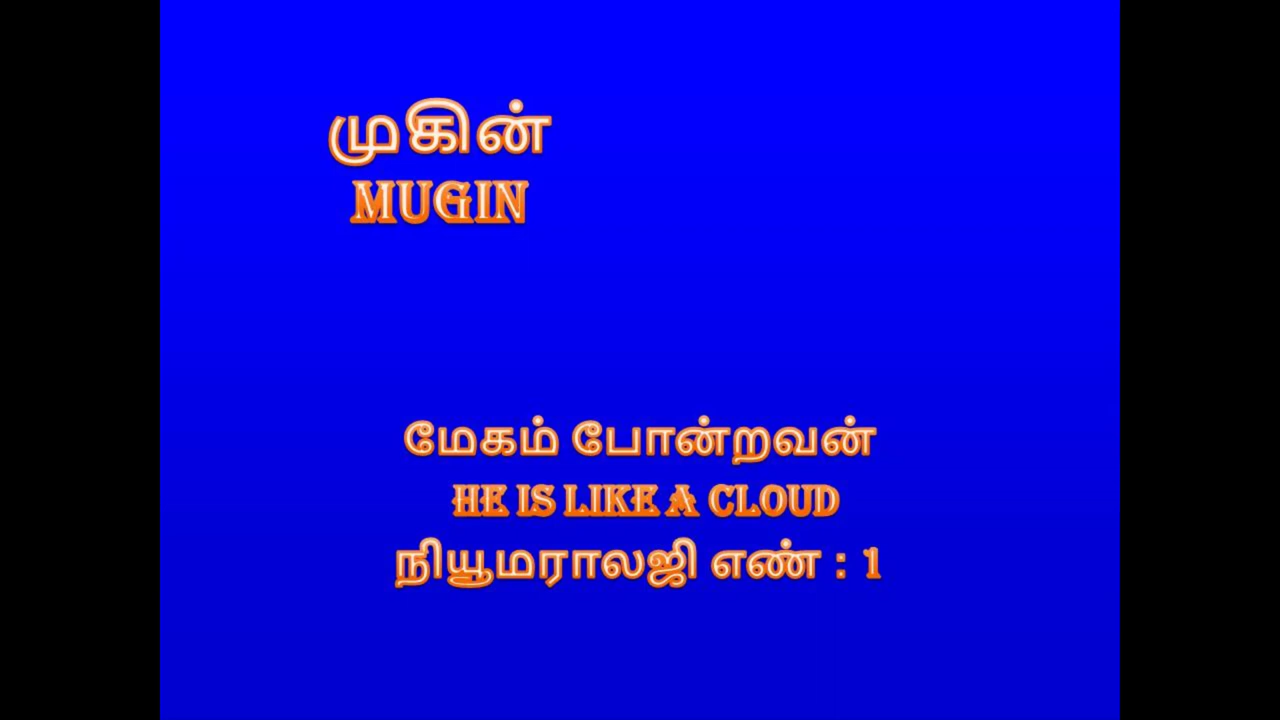 முகின்
MUGIN
மேகம் போன்றவன்
HE IS LIKE A CLOUD
நியூமராலஜி எண் : 1